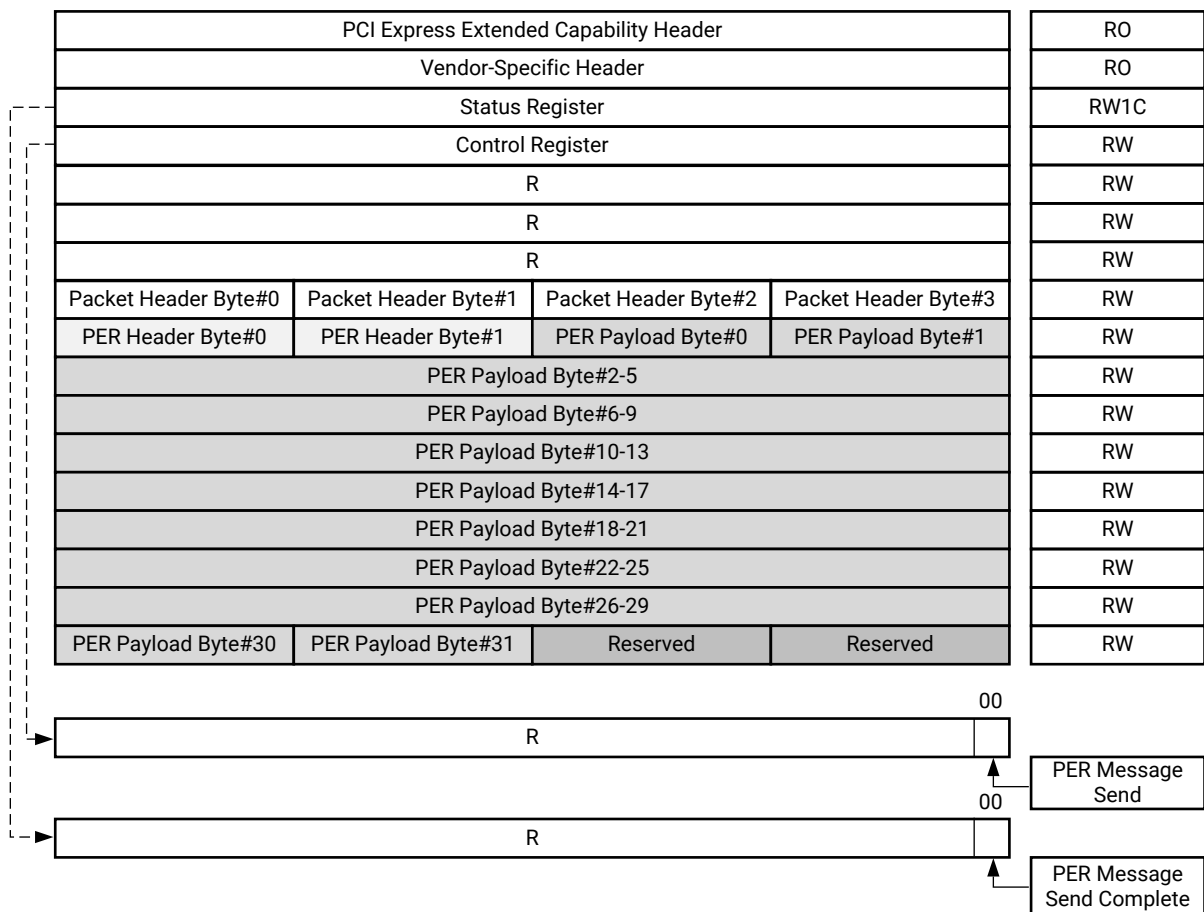 PCI Express Extended Capability Header RO
Vendor-Specific Header RO
Status Register RW1C
Control Register RW
R RW
R RW
R RW
Packet Header Byte#0 Packet Header Byte#1 Packet Header Byte#2 Packet Header Byte#3 RW
PER Header Byte#0 PER Header Byte#1 PER Payload Byte#0 PER Payload Byte#1 RW
PER Payload Byte#2-5 RW
PER Payload Byte#6-9 RW
PER Payload Byte#10-13 RW
PER Payload Byte#14-17 RW
PER Payload Byte#18-21 RW
PER Payload Byte#22-25 RW
PER Payload Byte#26-29 RW
PER Payload Byte#30 PER Payload Byte#31 Reserved Reserved RW
00
R
PER Message
Send
00
R
PER Message
Send Complete